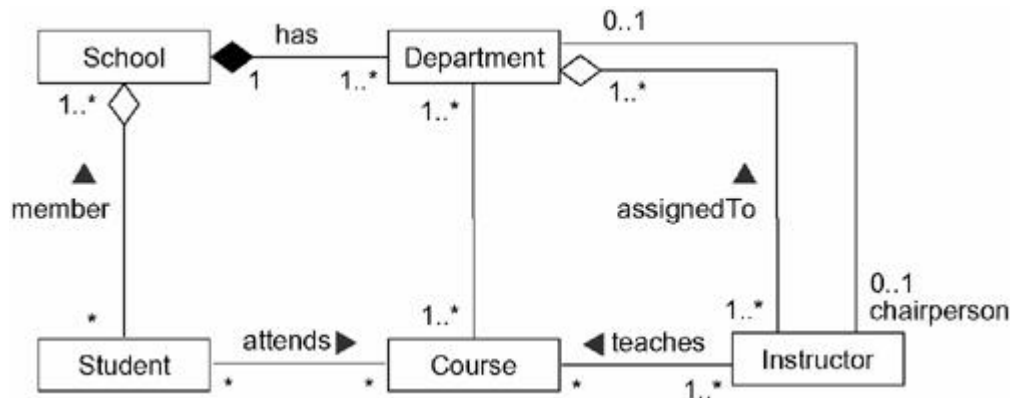 School
has
1
1..*
Department
0..1
1..*
1..*
1..*
member
assignedTo
*
1..*
1..*
0..1
chairperson
Student
attends
*
*
Course
teaches
*
1..*
Instructor